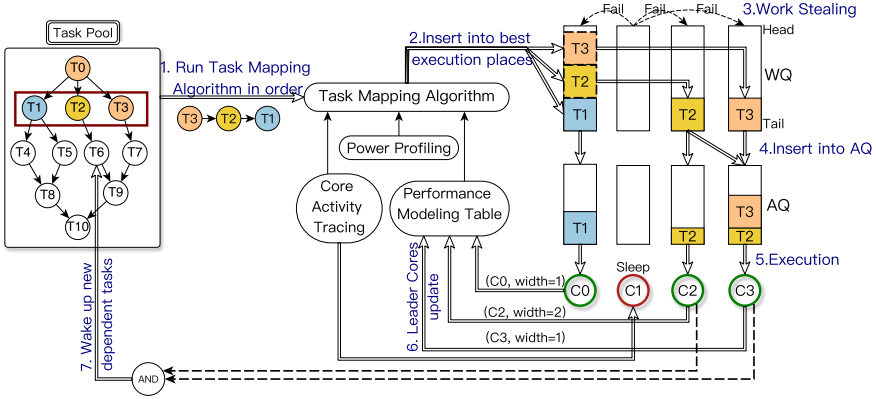 Task Pool
T0
T1
T2
T3
T4
T5
T6
T7
T8
T9
T10
1. Run Task Mapping
Algorithm in order
T3
T2
T1
2.Insert into best
execution places
Task Mapping Algorithm
Power Profiling
Core
Activity
Tracing
Performance
Modeling Table
Fail
Fail
Fail
3.Work Stealing
Head
WQ
Tail
T3
T2
T1
T2
T3
4.Insert into AQ
AQ
T1
T2
T3
T2
5.Execution
Sleep
C0
C1
C2
C3
(C0, width=1)
(C2, width=2)
(C3, width=1)
6. Leader Cores
update
7. Wake up new
dependent tasks
AND